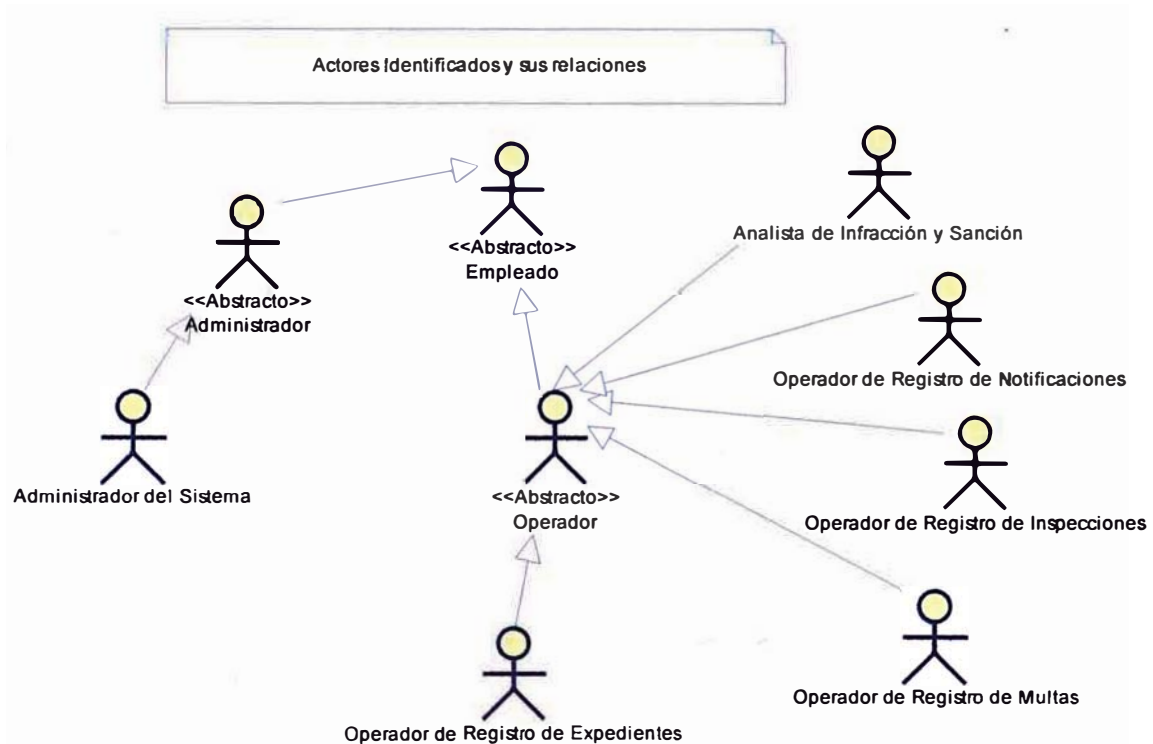 Actores Identificados y sus relaciones
Analista de Infracción y Sanción
<<Abstracto>>
Empleado
<<Abstracto>>
Administrador
Operador de Registro de Notificaciones
Administrador del Sistema
<<Abstracto>>
Operador
Operador de Registro de Inspecciones
Operador de Registro de Multas
Operador de Registro de Expedientes